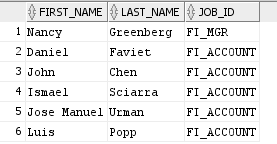 FIRST_NAME LAST_NAME JOB_ID
1 Nancy Greenberg FI_MGR
2 Daniel Faviet FI_ACCOUNT
3 John Chen FI_ACCOUNT
4 Ismael Sciarra FI_ACCOUNT
5 Jose Manuel Urman FI_ACCOUNT
6 Luis Popp FI_ACCOUNT